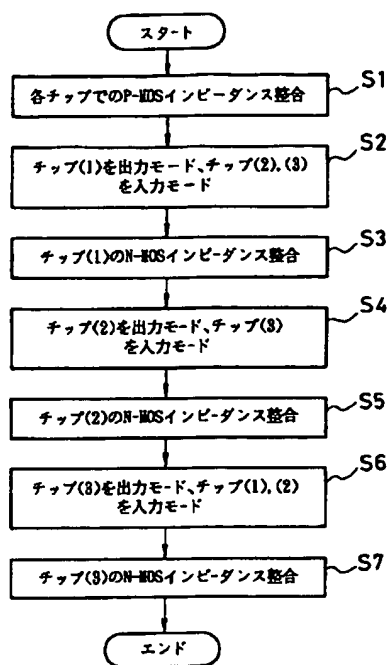 スタート
S1
各チップでのP-MOSインピーダンス整合
S2
チップ(1)を出力モード、チップ(2),(3)
を入力モード
S3
チップ(1)のN-MOSインピーダンス整合
S4
チップ(2)を出力モード、チップ(3)
を入力モード
S5
チップ(2)のN-MOSインピーダンス整合
S6
チップ(3)を出力モード、チップ(1),(2)
を入力モード
S7
チップ(3)のN-MOSインピーダンス整合
エンド